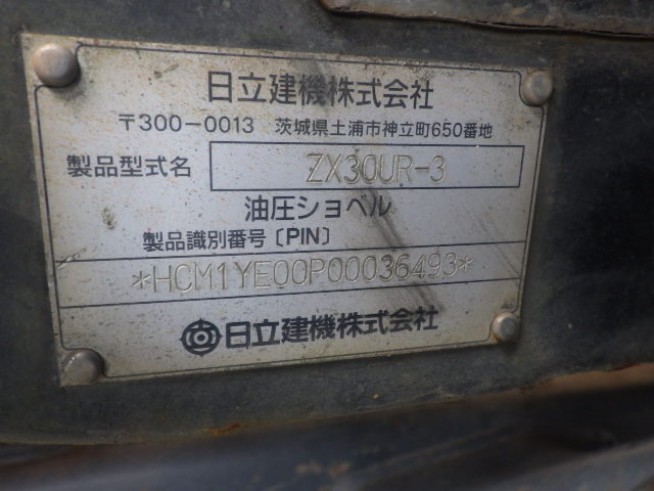 日立建機株式会社
〒300-0013 茨城県土浦市神立町650番地
製品型式名 ZX30UR-3
油圧ショベル
製品識別番号〔PIN〕
*HCM1YE00P00036493*
日立建機株式会社